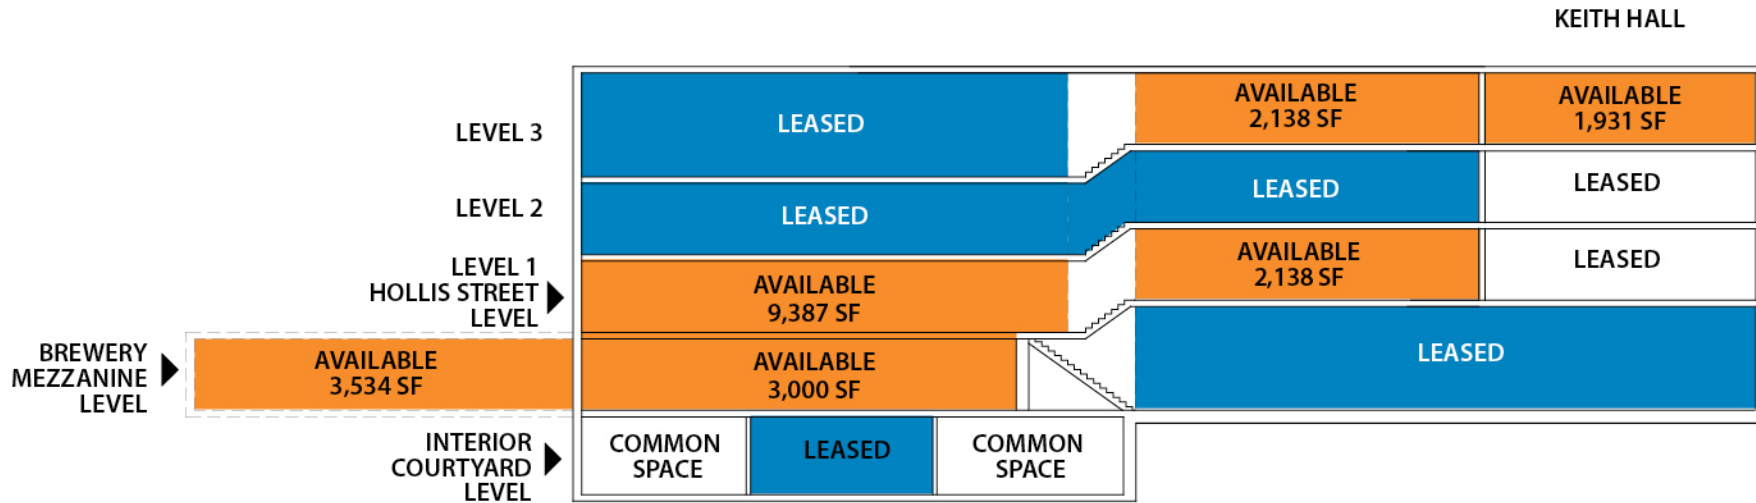 KEITH HALL
LEVEL 3
LEASED
AVAILABLE
2,138 SF
AVAILABLE
1,931 SF
LEVEL 2
LEASED
LEASED
LEASED
LEVEL 1
HOLLIS STREET
LEVEL
AVAILABLE
9,387 SF
AVAILABLE
2,138 SF
LEASED
BREWERY
MEZZANINE
LEVEL
AVAILABLE
3,534 SF
AVAILABLE
3,000 SF
LEASED
INTERIOR
COURTYARD
LEVEL
COMMON
SPACE
LEASED
COMMON
SPACE